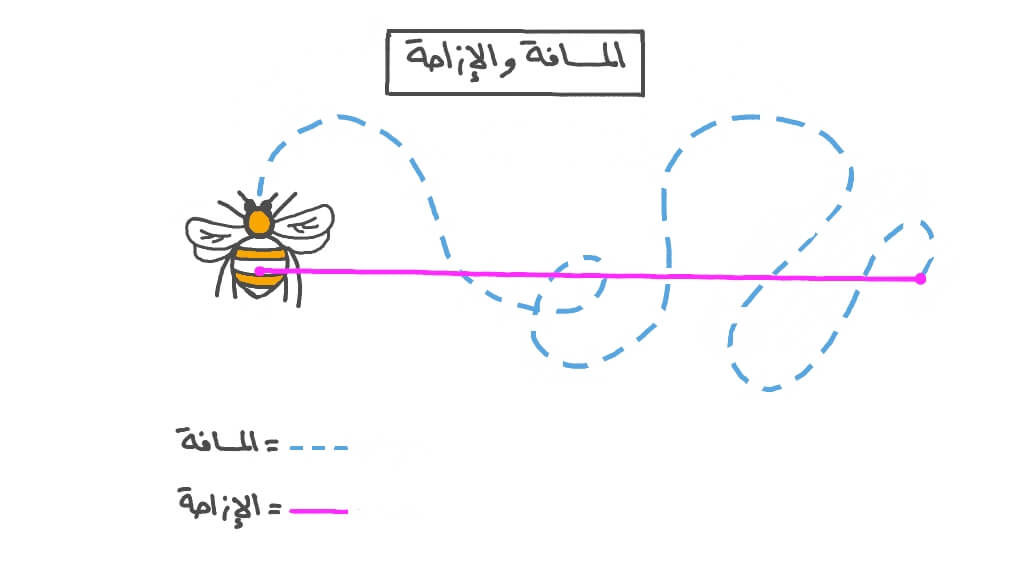 المسافة والإزاحة
المسافة =
الإزاحة =